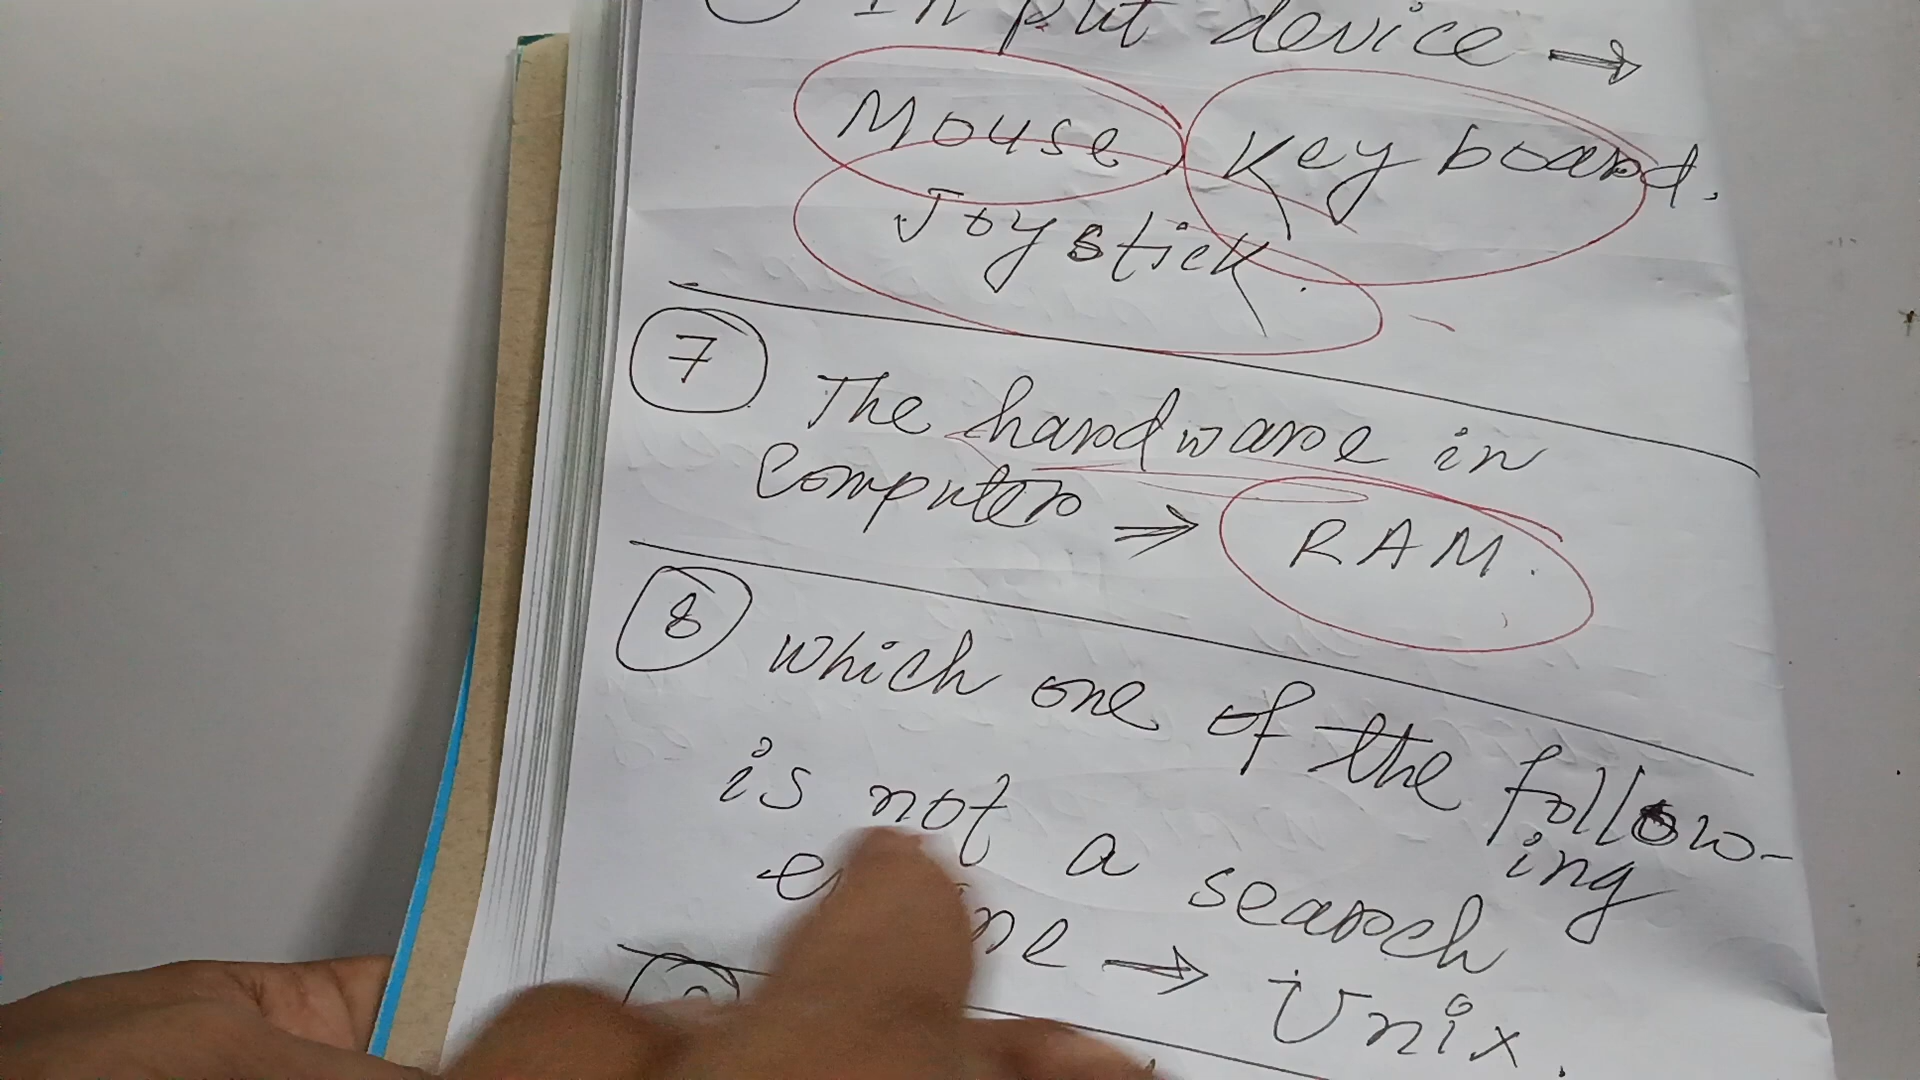 Input device →
Mouse Keyboard.
Joystick.
7 The hardware in
computer → RAM.
8 which one of the follow-
ing
is not a search
→ Unix.